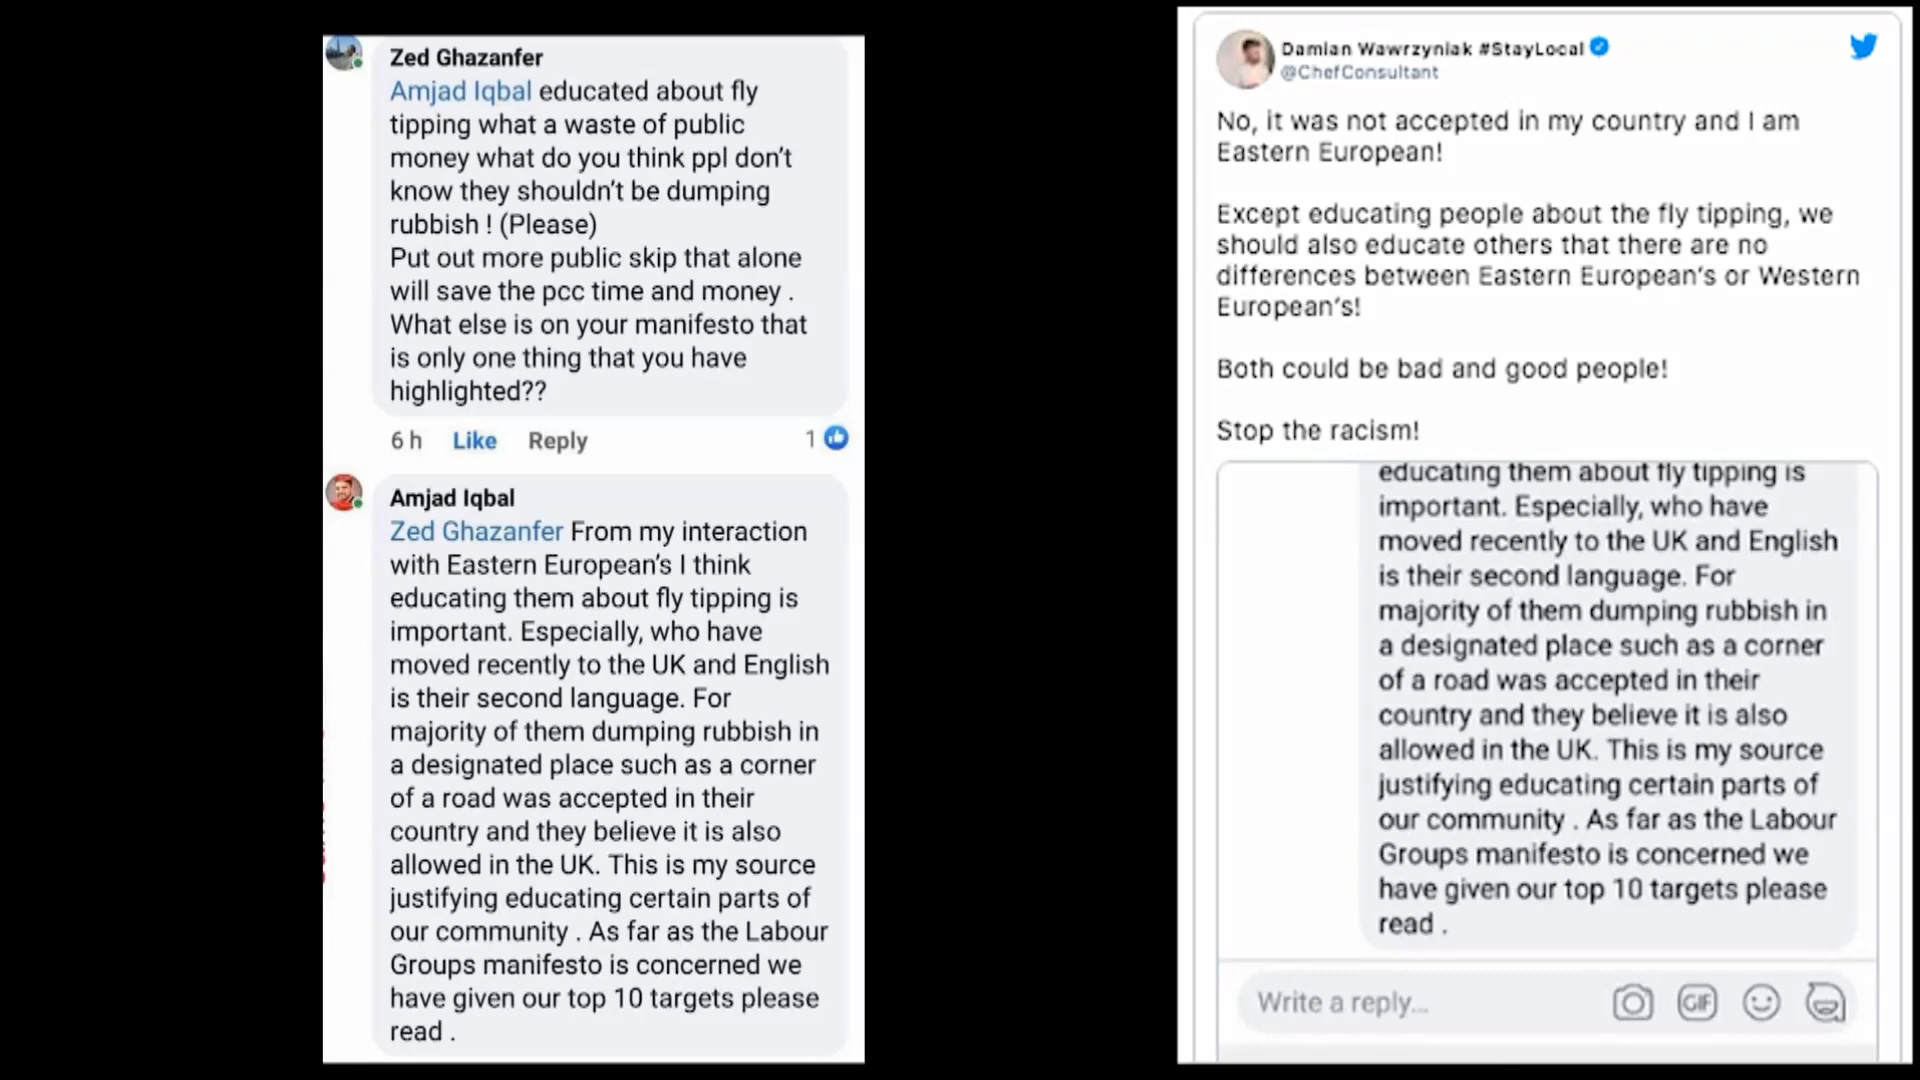 Zed Ghazanfer
Amjad Iqbal educated about fly
tipping what a waste of public
money what do you think ppl don't
know they shouldn't be dumping
rubbish ! (Please)
Put out more public skip that alone
will save the pcc time and money .
What else is on your manifesto that
is only one thing that you have
highlighted??
6 h Like Reply 1
Amjad Iqbal
Zed Ghazanfer From my interaction
with Eastern European's I think
educating them about fly tipping is
important. Especially, who have
moved recently to the UK and English
is their second language. For
majority of them dumping rubbish in
a designated place such as a corner
of a road was accepted in their
country and they believe it is also
allowed in the UK. This is my source
justifying educating certain parts of
our community . As far as the Labour
Groups manifesto is concerned we
have given our top 10 targets please
read .
Damian Wawrzyniak #StayLocal
@ChefConsultant
No, it was not accepted in my country and I am
Eastern European!
Except educating people about the fly tipping, we
should also educate others that there are no
differences between Eastern European's or Western
European's!
Both could be bad and good people!
Stop the racism!
educating them about fly tipping is
important. Especially, who have
moved recently to the UK and English
is their second language. For
majority of them dumping rubbish in
a designated place such as a corner
of a road was accepted in their
country and they believe it is also
allowed in the UK. This is my source
justifying educating certain parts of
our community . As far as the Labour
Groups manifesto is concerned we
have given our top 10 targets please
read .
Write a reply...
GIF